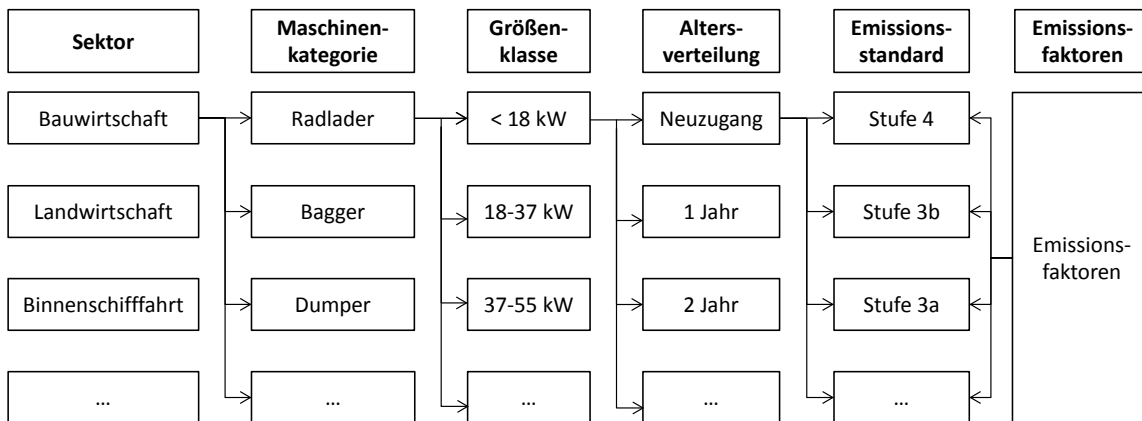 Sektor
Maschinen-
kategorie
Größen-
klasse
Alters-
verteilung
Emissions-
standard
Emissions-
faktoren
Bauwirtschaft
Radlader
< 18 kW
Neuzugang
Stufe 4
Landwirtschaft
Bagger
18-37 kW
1 Jahr
Stufe 3b
Emissions-
faktoren
Binnenschifffahrt
Dumper
37-55 kW
2 Jahr
Stufe 3a
...
...
...
...
...